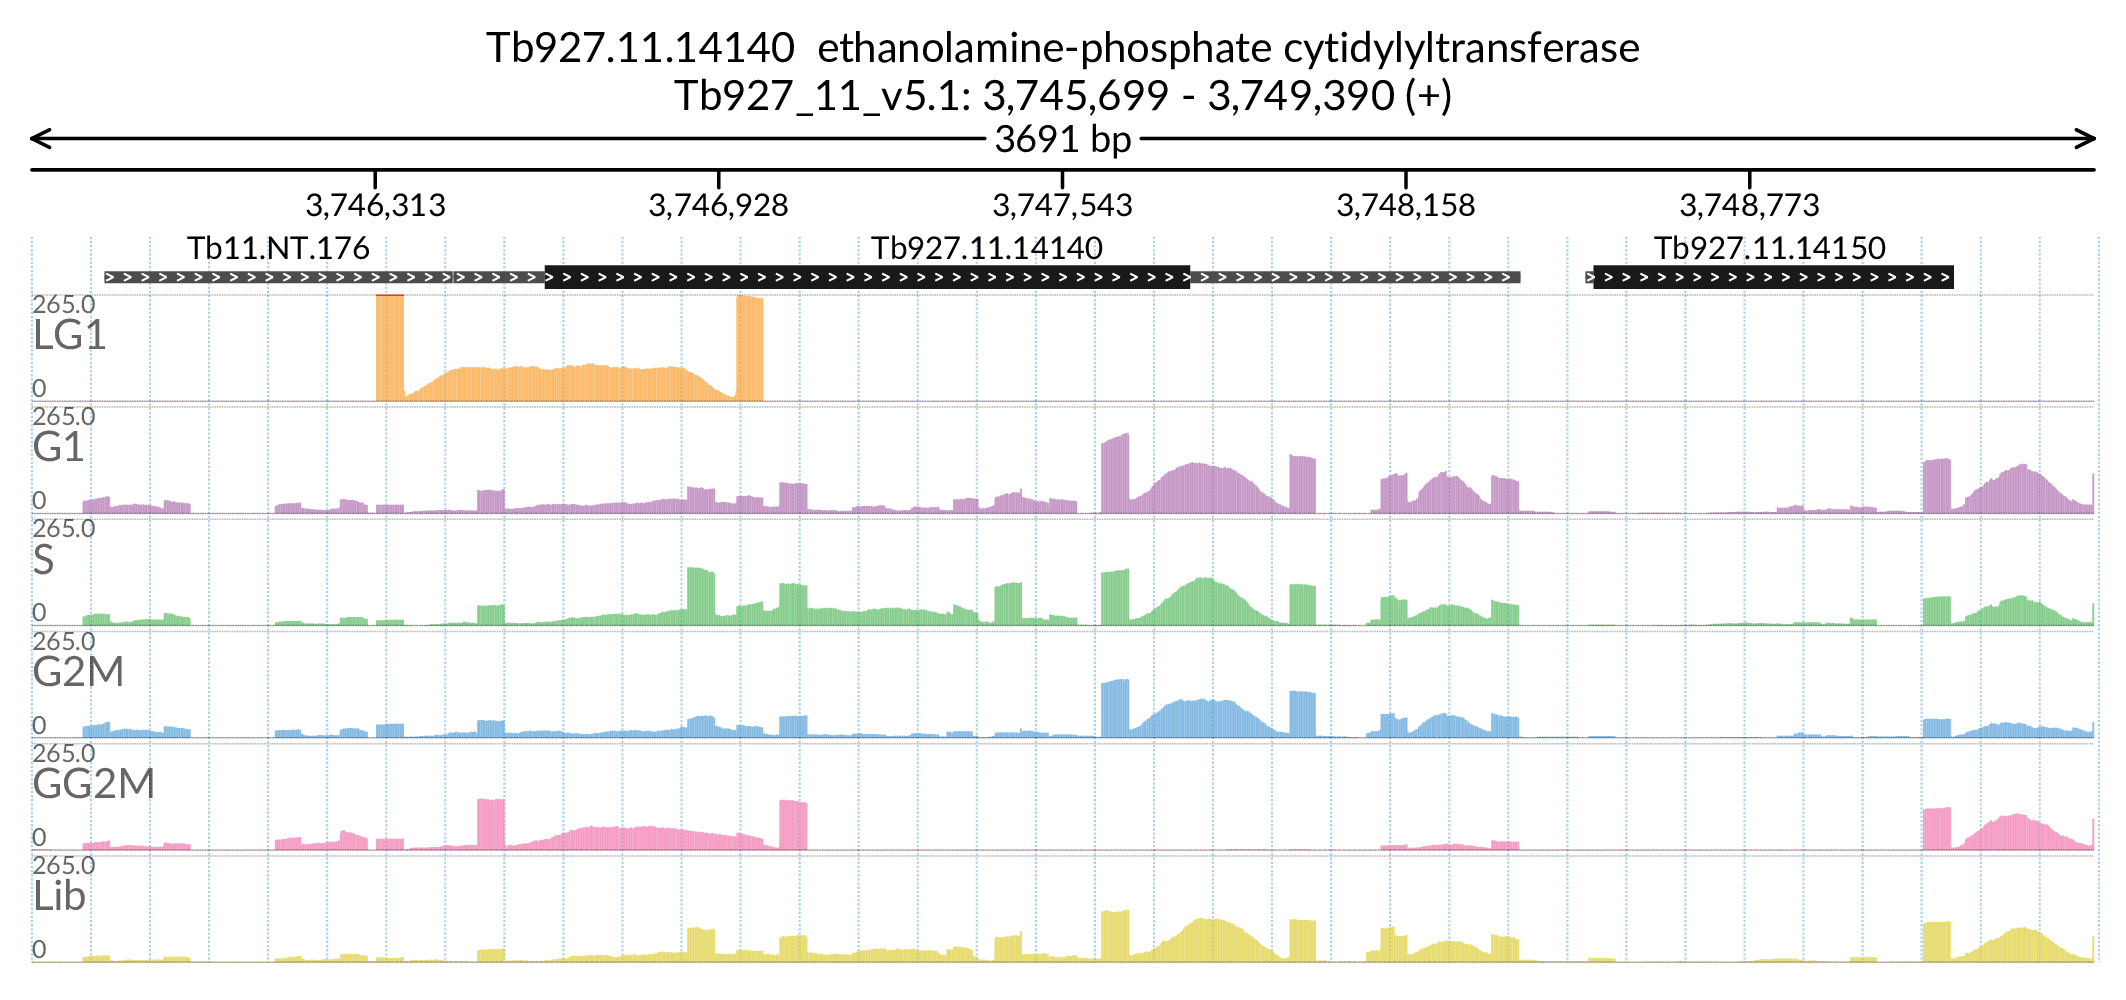 Tb927.11.14140 ethanolamine-phosphate cytidylyltransferase
Tb927_11_v5.1: 3,745,699 - 3,749,390 (+)
3691 bp
3,746,313 3,746,928 3,747,543 3,748,158 3,748,773
Tb11.NT.176 Tb927.11.14140 Tb927.11.14150
265.0
LG1
0
265.0
G1
0
265.0
S
0
265.0
G2M
0
265.0
GG2M
0
265.0
Lib
0